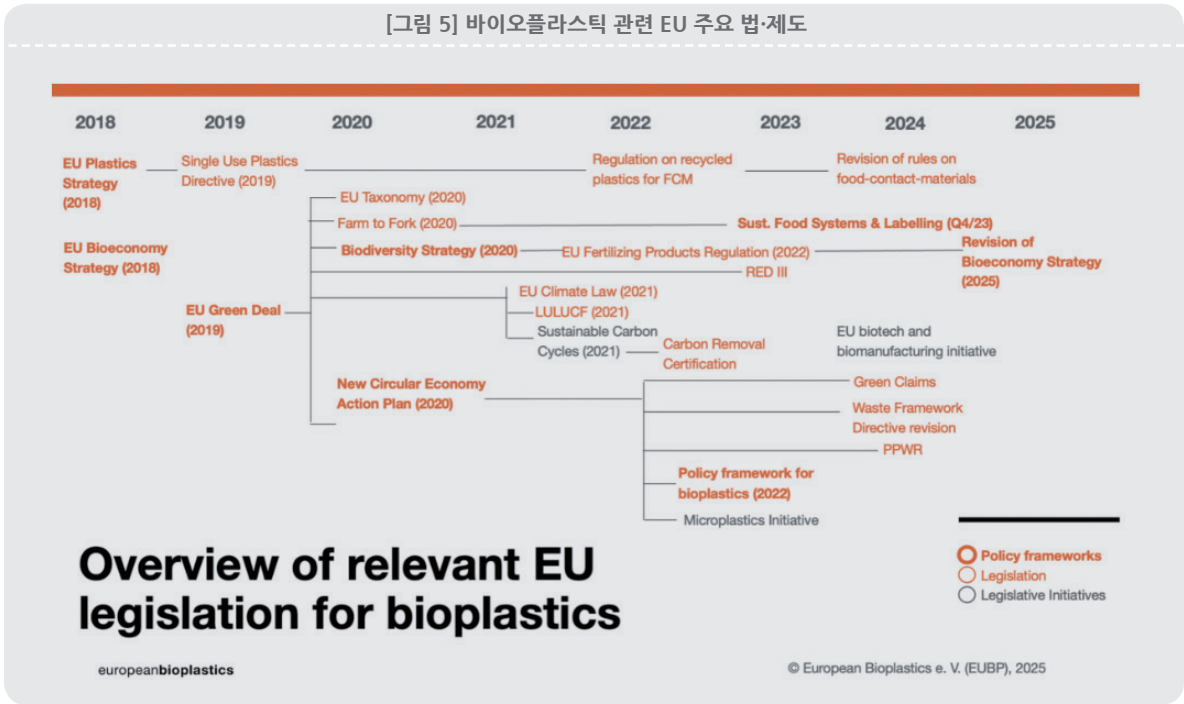 [그림 5] 바이오플라스틱 관련 EU 주요 법·제도
2018 2019 2020 2021 2022 2023 2024 2025
EU Plastics
Strategy
(2018)
Single Use Plastics
Directive (2019)
Regulation on recycled
plastics for FCM
Revision of rules on
food-contact-materials
EU Taxonomy (2020)
Farm to Fork (2020)
Sust. Food Systems & Labelling (Q4/23)
EU Bioeconomy
Strategy (2018)
Biodiversity Strategy (2020)
EU Fertilizing Products Regulation (2022)
Revision of
Bioeconomy Strategy
(2025)
RED III
EU Green Deal
(2019)
EU Climate Law (2021)
LULUCF (2021)
Sustainable Carbon
Cycles (2021)
Carbon Removal
Certification
EU biotech and
biomanufacturing initiative
New Circular Economy
Action Plan (2020)
Green Claims
Waste Framework
Directive revision
PPWR
Policy framework for
bioplastics (2022)
Microplastics Initiative
Overview of relevant EU
legislation for bioplastics
Policy frameworks
Legislation
Legislative Initiatives
europeanbioplastics
© European Bioplastics e. V. (EUBP), 2025